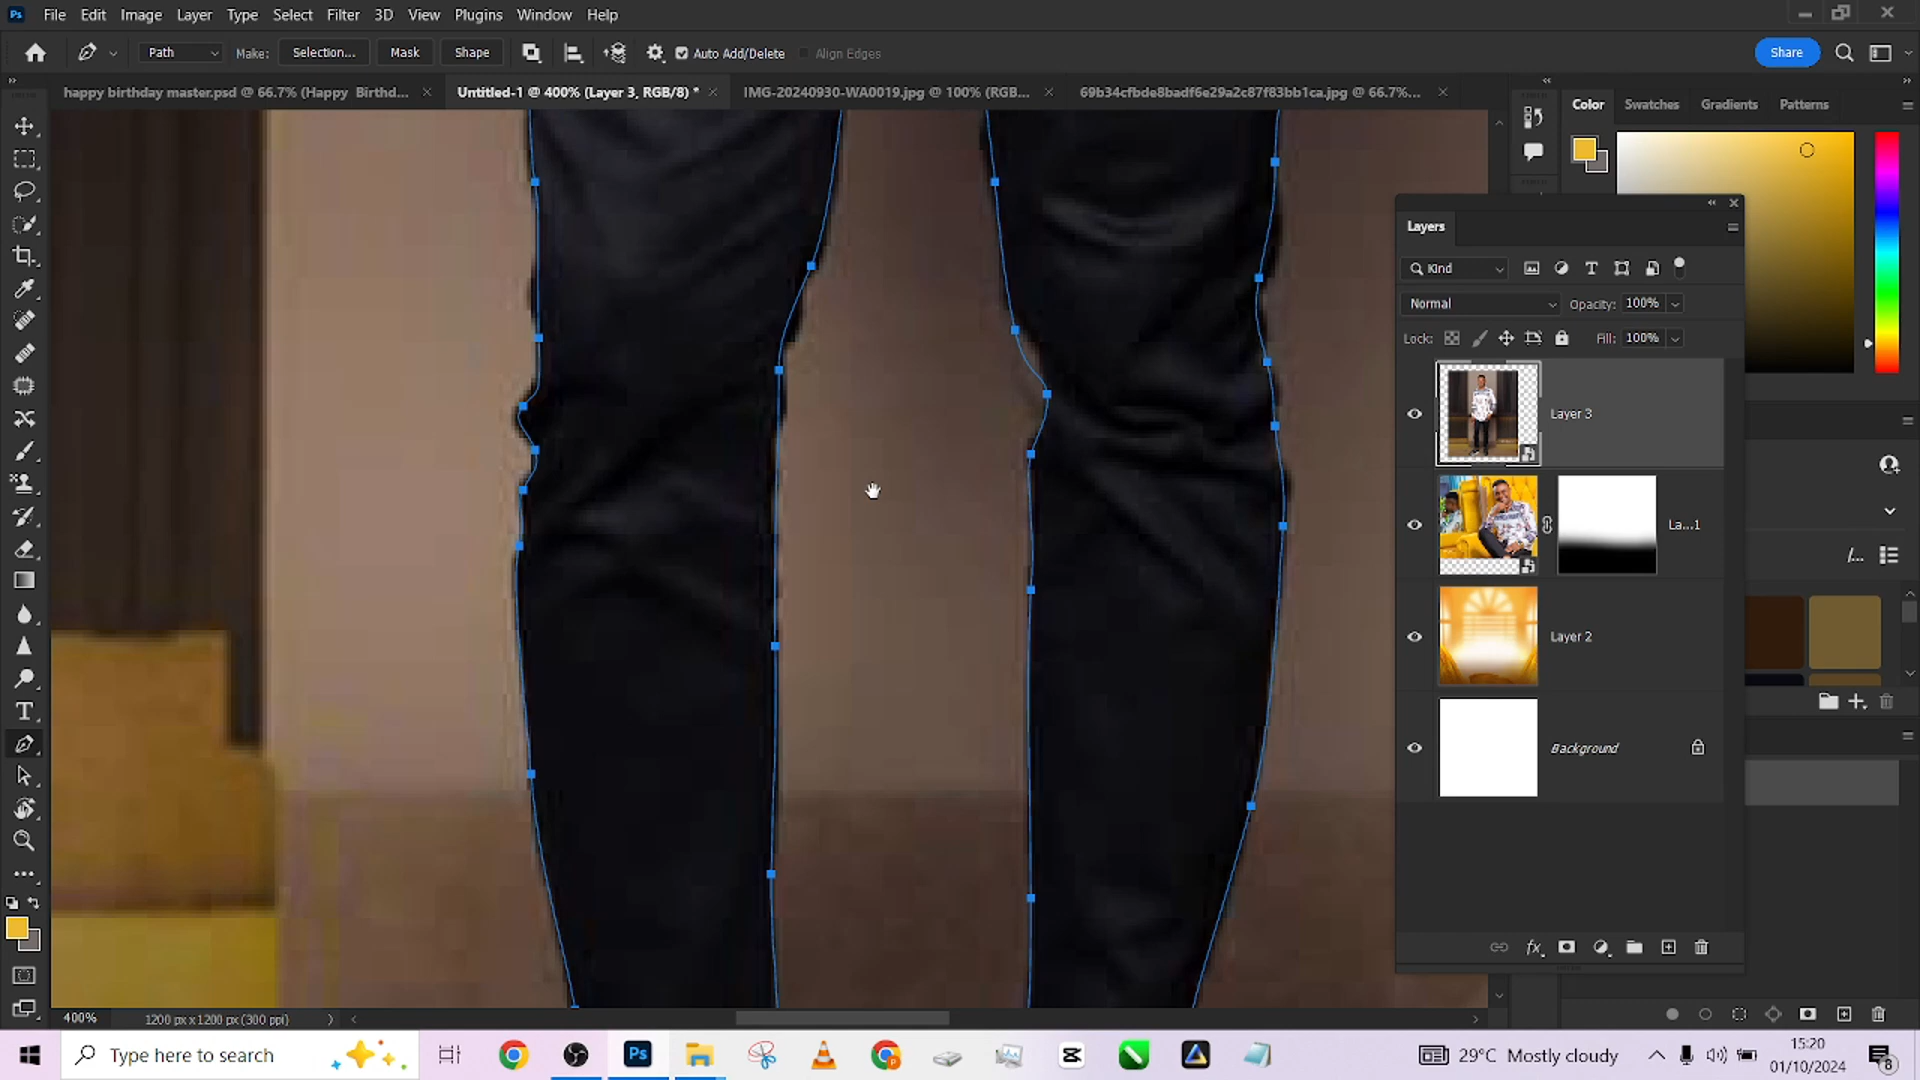 Ps File Edit Image Layer Type Select Filter 3D View Plugins Window Help
Path Make: Selection... Mask Shape Auto Add/Delete Align Edges Share
happy birthday master.psd @ 66.7% (Happy Birthd... Untitled-1 @ 400% (Layer 3, RGB/8) * IMG-20240930-WA0019.jpg @ 100% (RGB... 69b34cfbde8badf6e29a2c87f83bb1ca.jpg @ 66.7%...
Color Swatches Gradients Patterns
Layers
Kind
Normal Opacity: 100%
Lock: Fill: 100%
Layer 3
La...1
Layer 2
Background
fx
400% 1200 px x 1200 px (300 ppi)
Type here to search Ps 29°C Mostly cloudy 15:20
01/10/2024 8